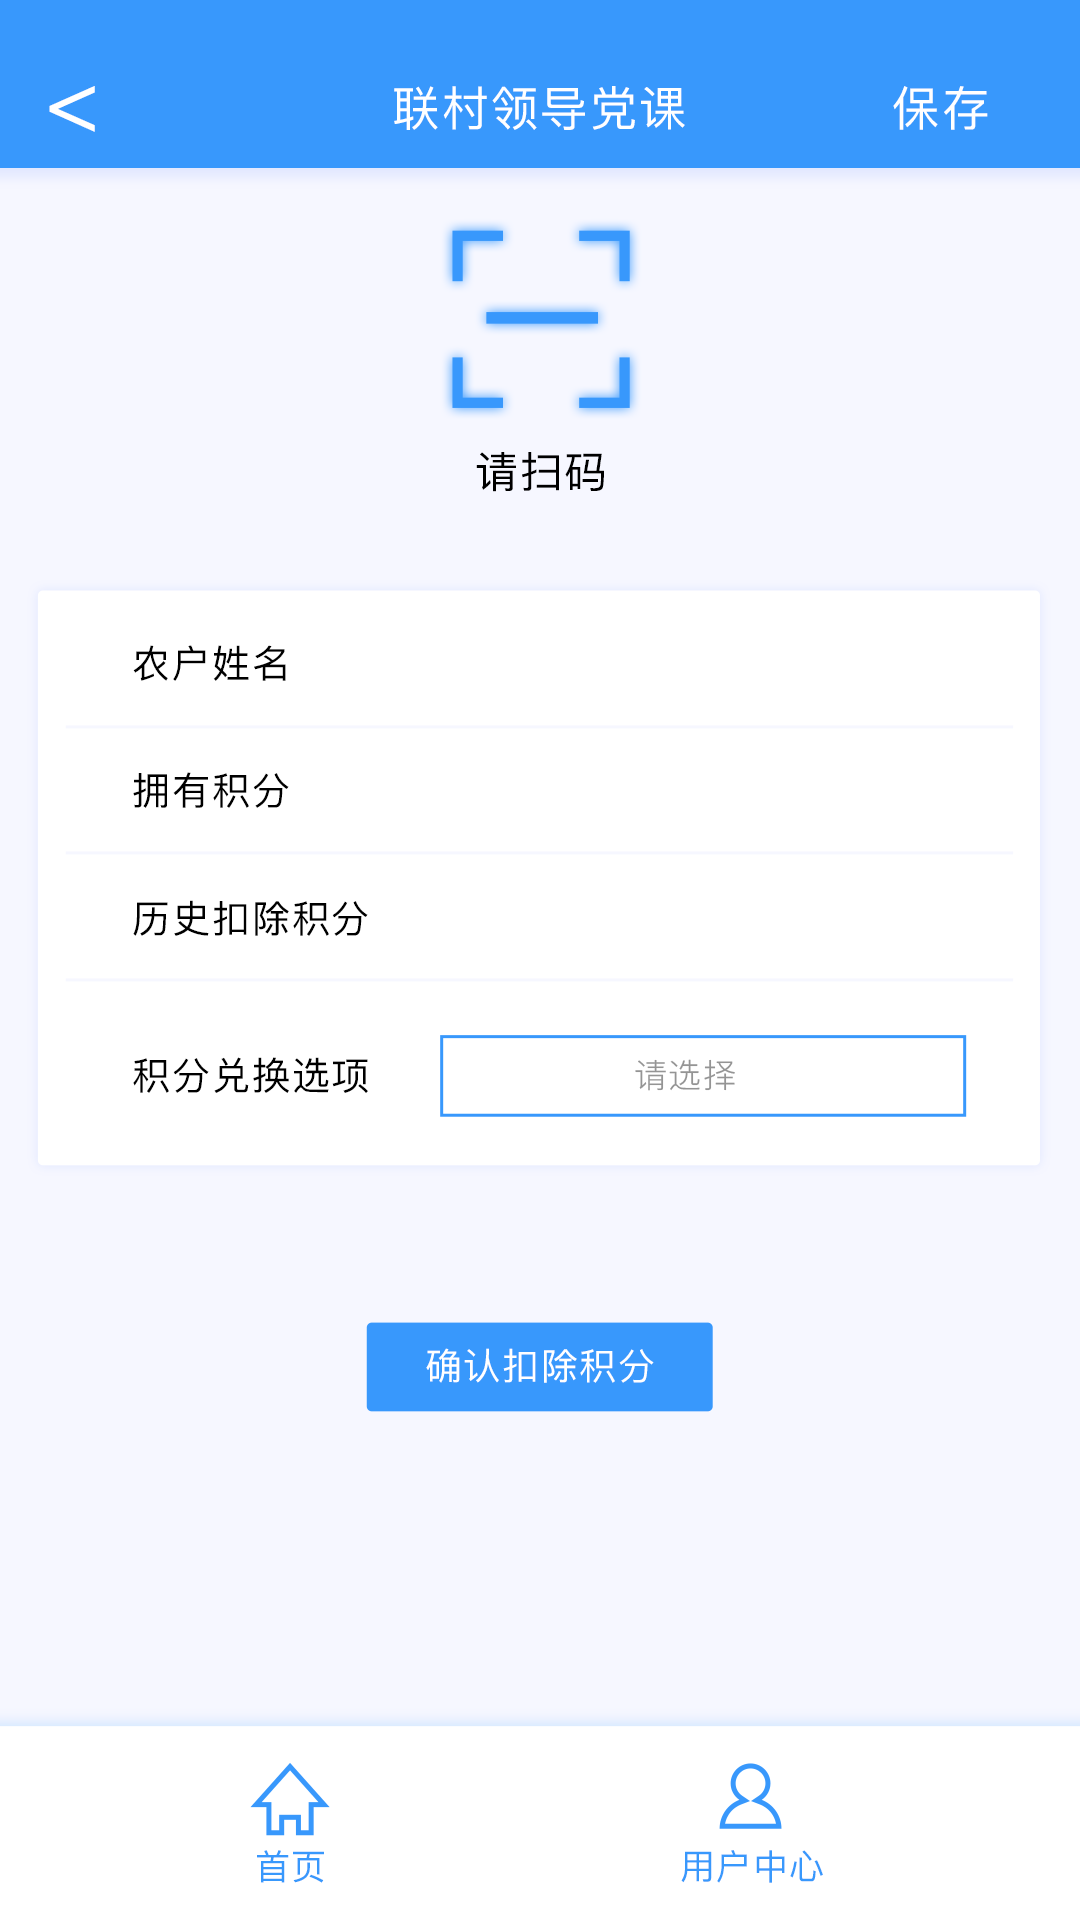 < 联村领导党课 保存
请扫码
农户姓名
拥有积分
历史扣除积分
积分兑换选项 请选择
确认扣除积分
首页 用户中心